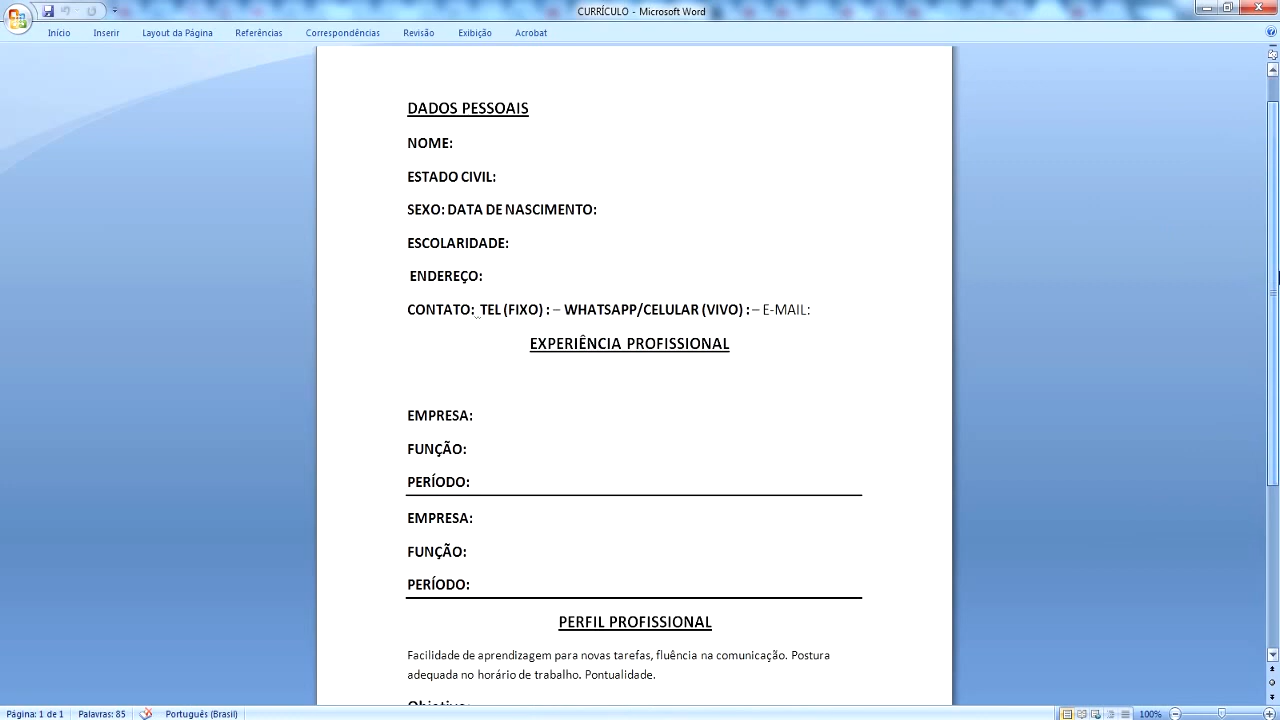 CURRÍCULO - Microsoft Word
Início Inserir Layout da Página Referências Correspondências Revisão Exibição Acrobat
DADOS PESSOAIS
NOME:
ESTADO CIVIL:
SEXO: DATA DE NASCIMENTO:
ESCOLARIDADE:
ENDEREÇO:
CONTATO: TEL (FIXO) : – WHATSAPP/CELULAR (VIVO) : – E-MAIL:
EXPERIÊNCIA PROFISSIONAL
EMPRESA:
FUNÇÃO:
PERÍODO:
EMPRESA:
FUNÇÃO:
PERÍODO:
PERFIL PROFISSIONAL
Facilidade de aprendizagem para novas tarefas, fluência na comunicação. Postura
adequada no horário de trabalho. Pontualidade.
Objetivo:
Página: 1 de 1 Palavras: 85 Português (Brasil) 100%